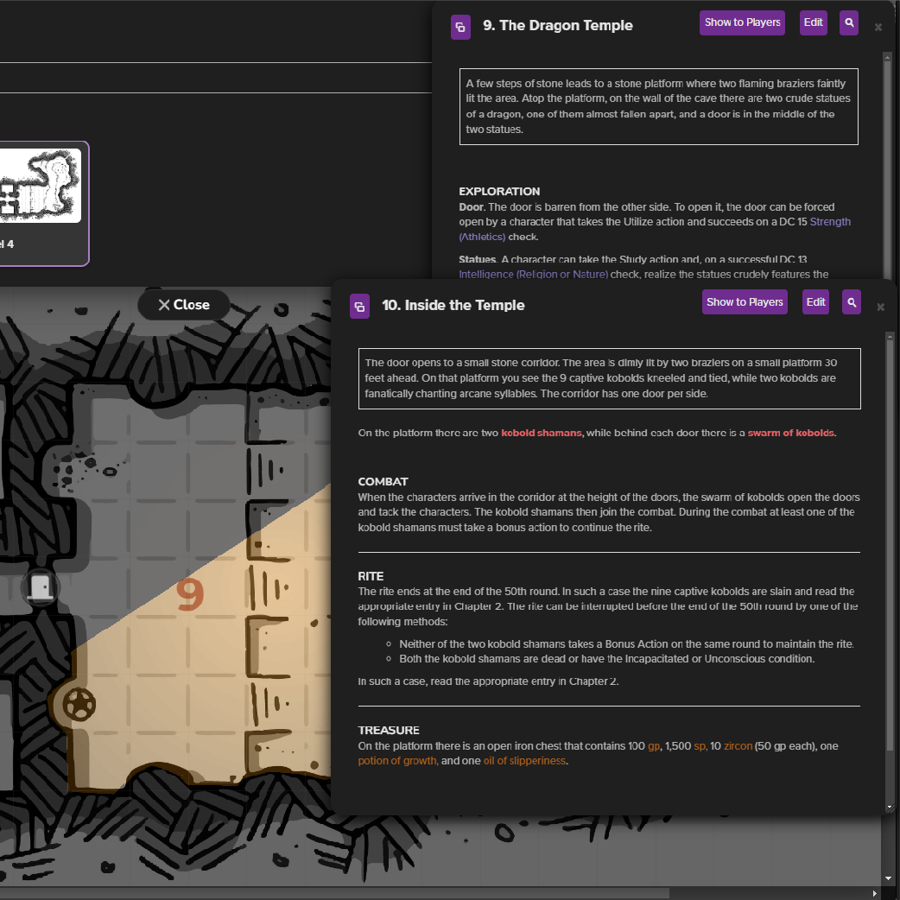 9. The Dragon Temple
Show to Players
Edit
A few steps of stone leads to a stone platform where two flaming braziers faintly
lit the area. Atop the platform, on the wall of the cave there are two crude statues
of a dragon, one of them almost fallen apart, and a door is in the middle of the
two statues.
EXPLORATION
Door. The door is barren from the other side. To open it, the door can be forced
open by a character that takes the Utilize action and succeeds on a DC 15 Strength
(Athletics) check.
Statues. A character can take the Study action and, on a successful DC 13
Intelligence (Religion or Nature) check, realize the statues crudely features the
el 4
Close
9
10. Inside the Temple
Show to Players
Edit
The door opens to a small stone corridor. The area is dimly lit by two braziers on a small platform 30
feet ahead. On that platform you see the 9 captive kobolds kneeled and tied, while two kobolds are
fanatically chanting arcane syllables. The corridor has one door per side.
On the platform there are two kobold shamans, while behind each door there is a swarm of kobolds.
COMBAT
When the characters arrive in the corridor at the height of the doors, the swarm of kobolds open the doors
and tack the characters. The kobold shamans then join the combat. During the combat at least one of the
kobold shamans must take a bonus action to continue the rite.
RITE
The rite ends at the end of the 50th round. In such a case the nine captive kobolds are slain and read the
appropriate entry in Chapter 2. The rite can be interrupted before the end of the 50th round by one of the
following methods:
Neither of the two kobold shamans takes a Bonus Action on the same round to maintain the rite.
Both the kobold shamans are dead or have the Incapacitated or Unconscious condition.
In such a case, read the appropriate entry in Chapter 2.
TREASURE
On the platform there is an open iron chest that contains 100 gp, 1,500 sp, 10 zircon (50 gp each), one
potion of growth, and one oil of slipperiness.